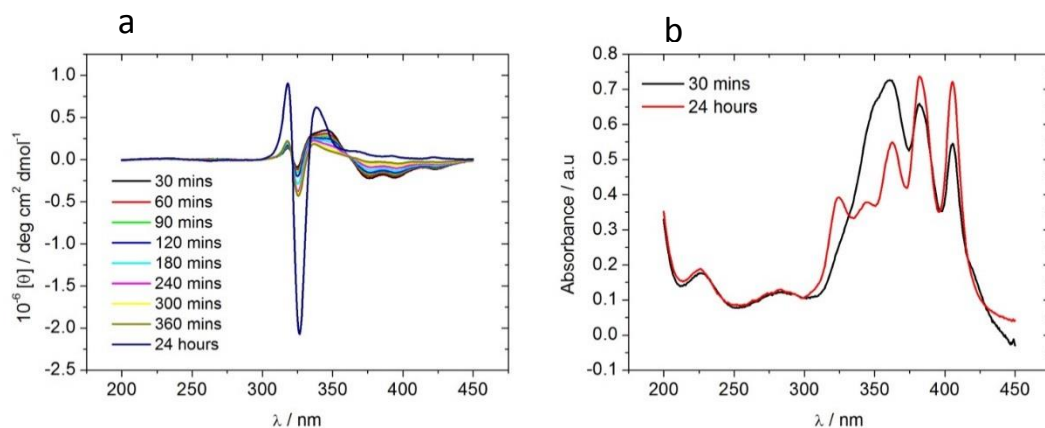 a
1.0
0.5
0.0
-0.5
-1.0
-1.5
-2.0
-2.5
10⁻⁶ [θ] / deg cm² dmol⁻¹
30 mins
60 mins
90 mins
120 mins
180 mins
240 mins
300 mins
360 mins
24 hours
200 250 300 350 400 450
λ / nm
b
0.8
0.7
0.6
0.5
0.4
0.3
0.2
0.1
0.0
-0.1
Absorbance / a.u
30 mins
24 hours
200 250 300 350 400 450
λ / nm